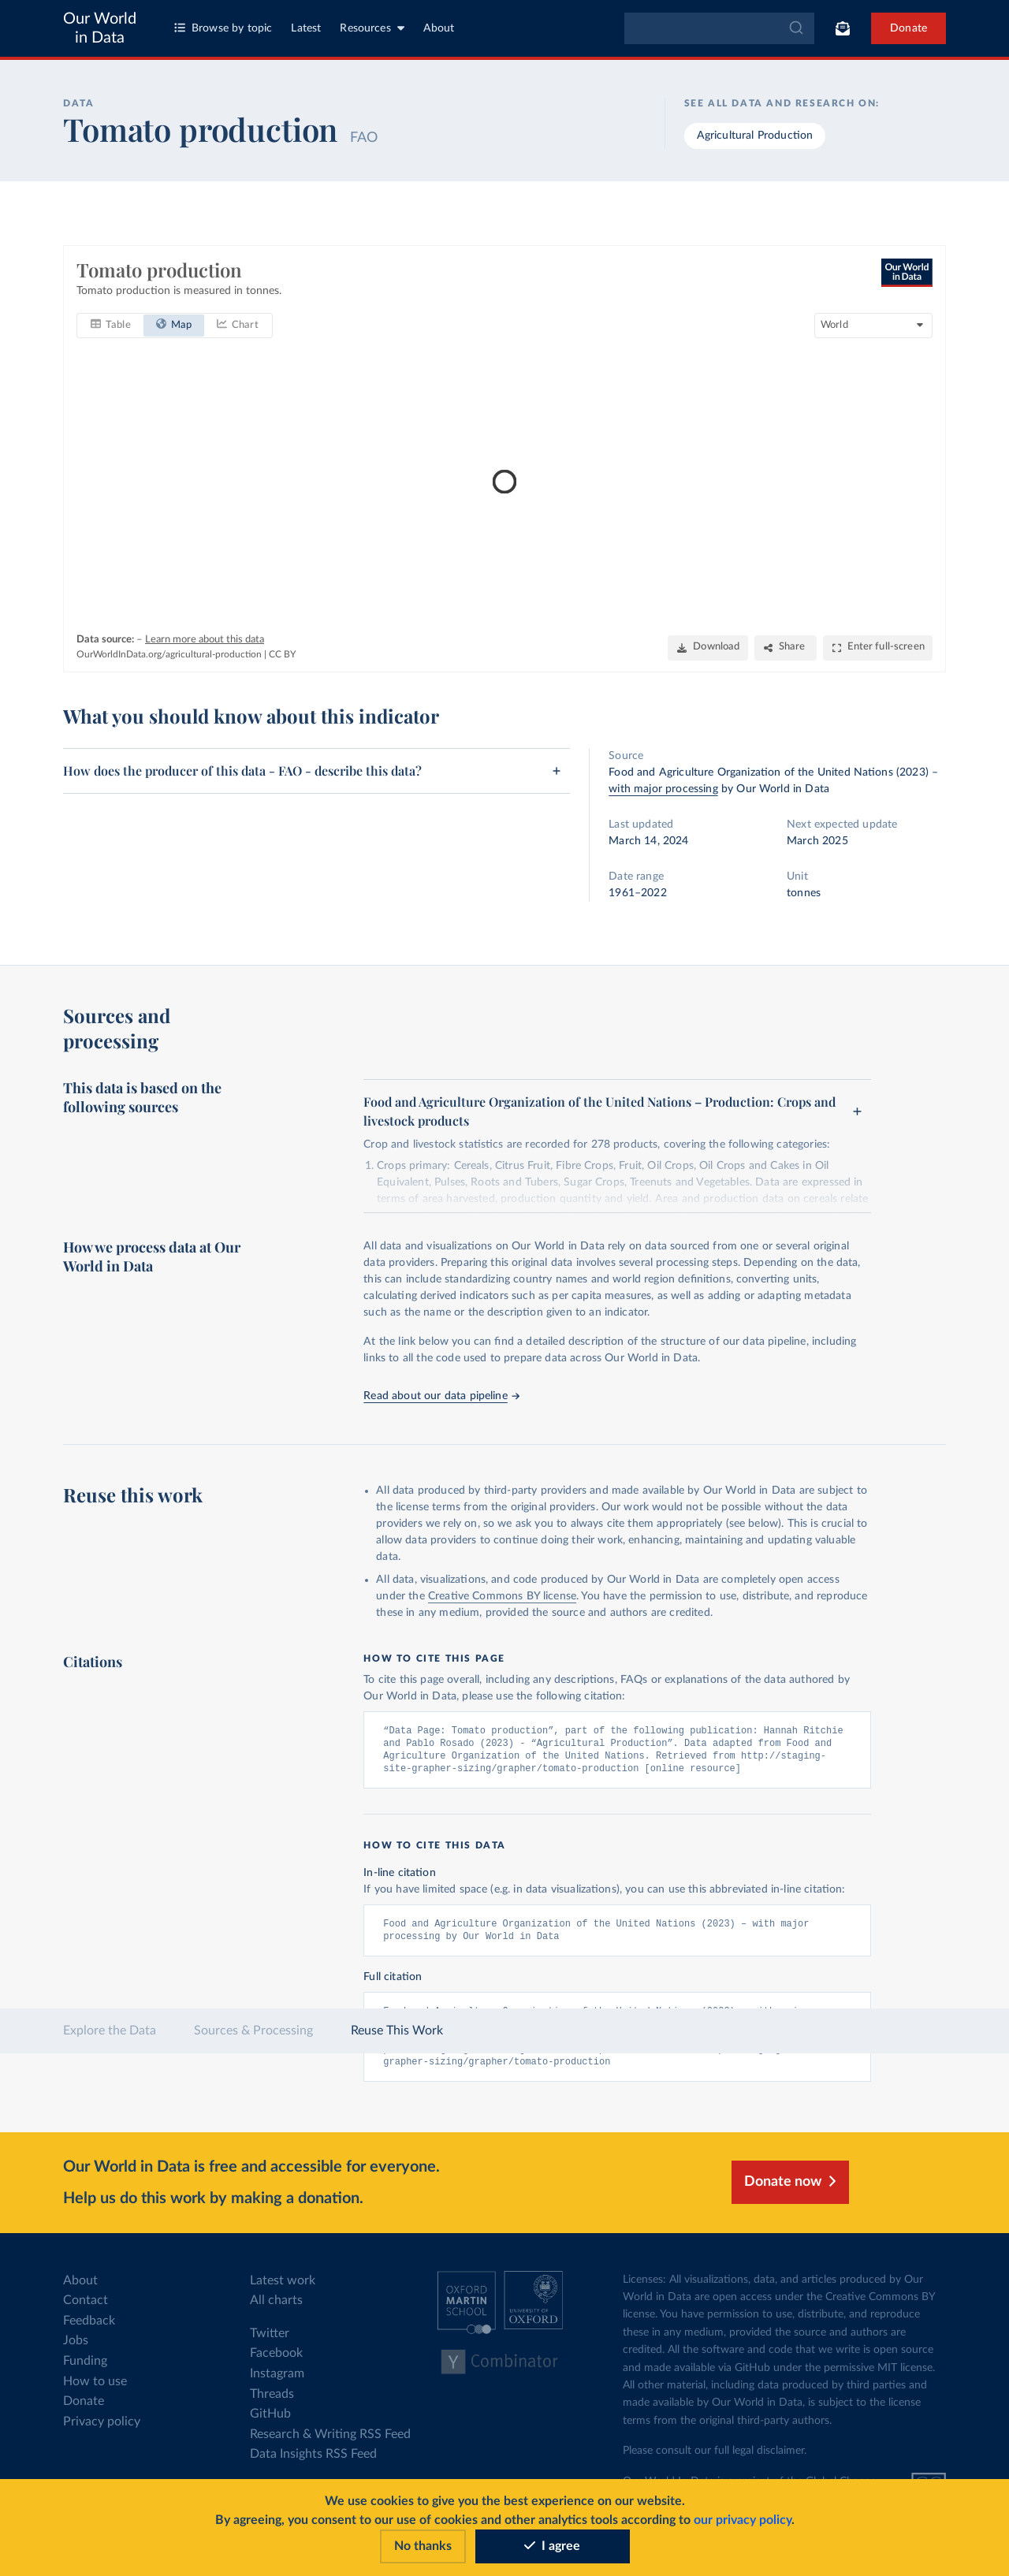 Our World
in Data
Browse by topic
Latest
Resources
About
Donate
DATA
Tomato production FAO
SEE ALL DATA AND RESEARCH ON:
Agricultural Production
Tomato production
Tomato production is measured in tonnes.
Our World
in Data
Table
Map
Chart
World
Data source: – Learn more about this data
OurWorldInData.org/agricultural-production | CC BY
Download
Share
Enter full-screen
What you should know about this indicator
How does the producer of this data - FAO - describe this data?
+
Source
Food and Agriculture Organization of the United Nations (2023) –
with major processing by Our World in Data
Last updated
March 14, 2024
Next expected update
March 2025
Date range
1961–2022
Unit
tonnes
Sources and
processing
This data is based on the
following sources
Food and Agriculture Organization of the United Nations – Production: Crops and
livestock products
+
Crop and livestock statistics are recorded for 278 products, covering the following categories:
1. Crops primary: Cereals, Citrus Fruit, Fibre Crops, Fruit, Oil Crops, Oil Crops and Cakes in Oil
Equivalent, Pulses, Roots and Tubers, Sugar Crops, Treenuts and Vegetables. Data are expressed in
terms of area harvested, production quantity and yield. Area and production data on cereals relate
How we process data at Our
World in Data
All data and visualizations on Our World in Data rely on data sourced from one or several original
data providers. Preparing this original data involves several processing steps. Depending on the data,
this can include standardizing country names and world region definitions, converting units,
calculating derived indicators such as per capita measures, as well as adding or adapting metadata
such as the name or the description given to an indicator.
At the link below you can find a detailed description of the structure of our data pipeline, including
links to all the code used to prepare data across Our World in Data.
Read about our data pipeline →
Reuse this work
• All data produced by third-party providers and made available by Our World in Data are subject to
the license terms from the original providers. Our work would not be possible without the data
providers we rely on, so we ask you to always cite them appropriately (see below). This is crucial to
allow data providers to continue doing their work, enhancing, maintaining and updating valuable
data.
• All data, visualizations, and code produced by Our World in Data are completely open access
under the Creative Commons BY license. You have the permission to use, distribute, and reproduce
these in any medium, provided the source and authors are credited.
Citations
HOW TO CITE THIS PAGE
To cite this page overall, including any descriptions, FAQs or explanations of the data authored by
Our World in Data, please use the following citation:
“Data Page: Tomato production”, part of the following publication: Hannah Ritchie
and Pablo Rosado (2023) - “Agricultural Production”. Data adapted from Food and
Agriculture Organization of the United Nations. Retrieved from http://staging-
site-grapher-sizing/grapher/tomato-production [online resource]
HOW TO CITE THIS DATA
In-line citation
If you have limited space (e.g. in data visualizations), you can use this abbreviated in-line citation:
Food and Agriculture Organization of the United Nations (2023) – with major
processing by Our World in Data
Full citation
Explore the Data
Sources & Processing
Reuse This Work
grapher-sizing/grapher/tomato-production
Our World in Data is free and accessible for everyone.
Help us do this work by making a donation.
Donate now
About
Contact
Feedback
Jobs
Funding
How to use
Donate
Privacy policy
Latest work
All charts
Twitter
Facebook
Instagram
Threads
GitHub
Research & Writing RSS Feed
Data Insights RSS Feed
OXFORD
MARTIN
SCHOOL
UNIVERSITY OF
OXFORD
Y Combinator
Licenses: All visualizations, data, and articles produced by Our
World in Data are open access under the Creative Commons BY
license. You have permission to use, distribute, and reproduce
these in any medium, provided the source and authors are
credited. All the software and code that we write is open source
and made available via GitHub under the permissive MIT license.
All other material, including data produced by third parties and
made available by Our World in Data, is subject to the license
terms from the original third-party authors.
Please consult our full legal disclaimer.
We use cookies to give you the best experience on our website.
By agreeing, you consent to our use of cookies and other analytics tools according to our privacy policy.
No thanks
I agree